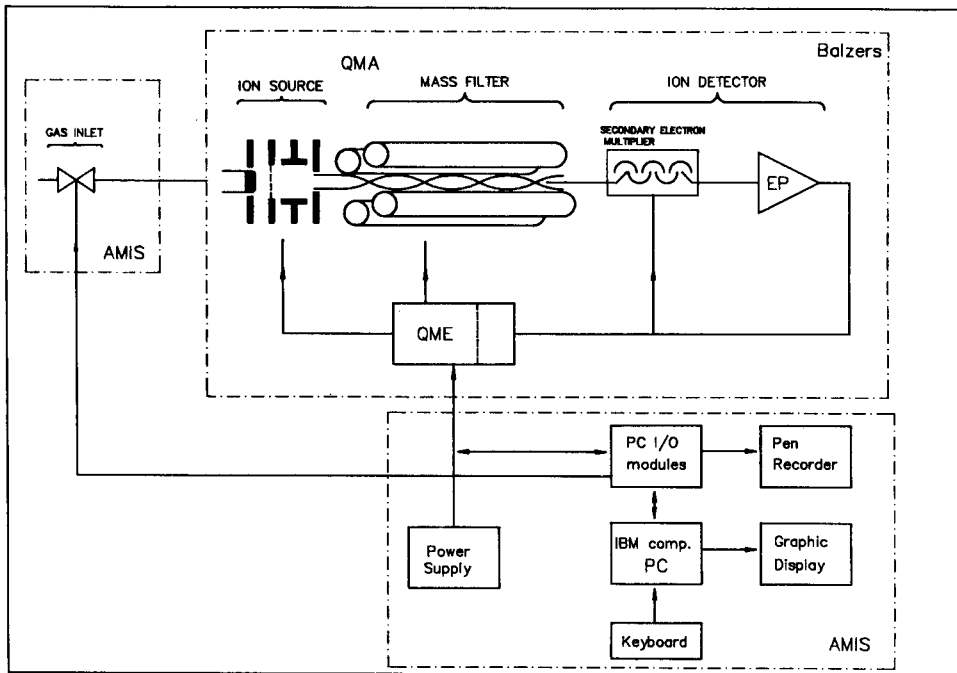 Balzers
QMA
ION SOURCE
MASS FILTER
ION DETECTOR
GAS INLET
SECONDARY ELECTRON
MULTIPLIER
EP
AMIS
QME
PC I/O
modules
Pen
Recorder
Power
Supply
IBM comp.
PC
Graphic
Display
Keyboard
AMIS